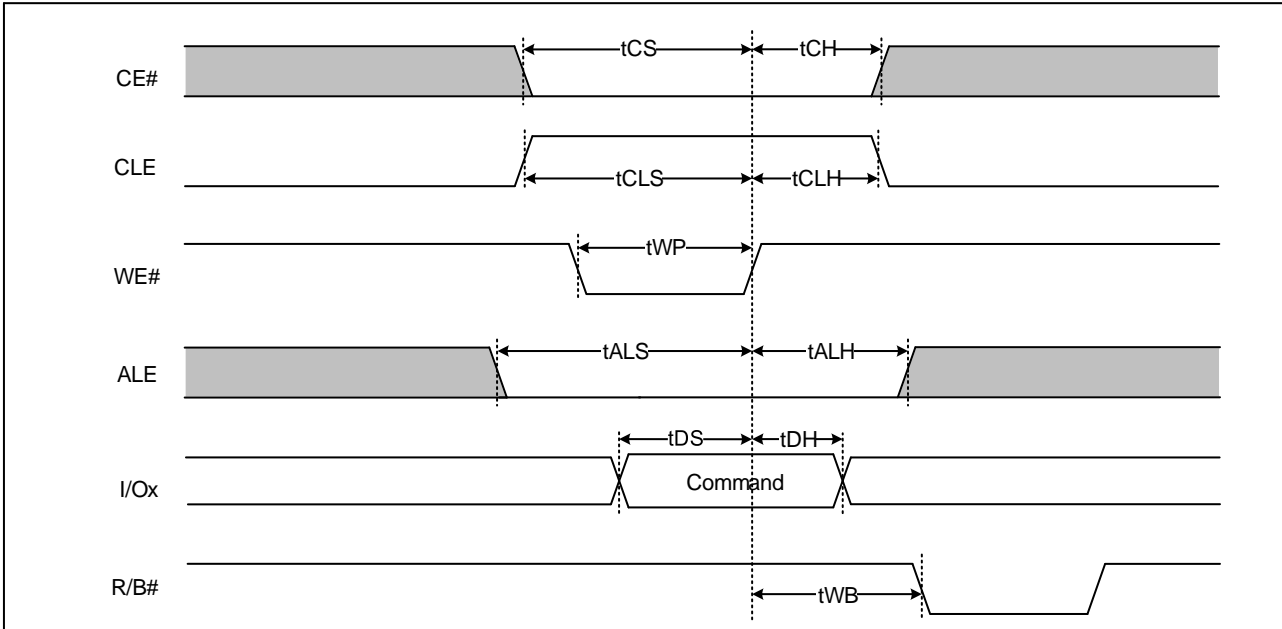 tCS tCH
CE#
CLE
tCLS tCLH
tWP
WE#
tALS tALH
ALE
tDS tDH
I/Ox Command
R/B#
tWB